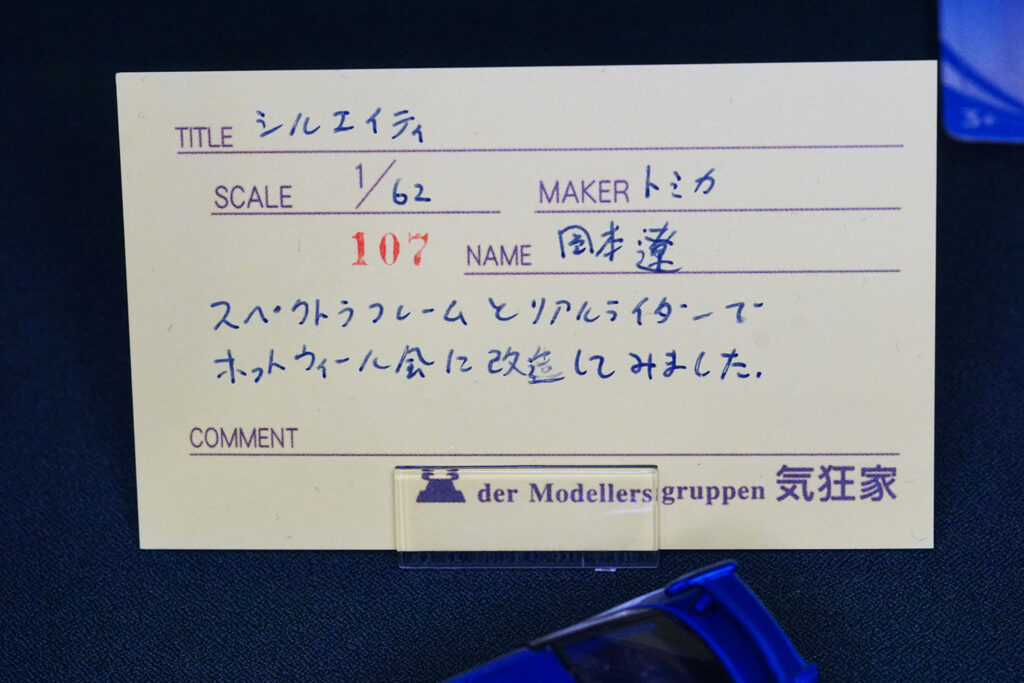 TITLE シルエイティ
SCALE 1/62 MAKER トミカ
107 NAME 岡本 遼
スペクトラフレームとリアルライダーで
ホットウィール会に改造してみました.
COMMENT
der Modellers gruppen 気狂家
3+